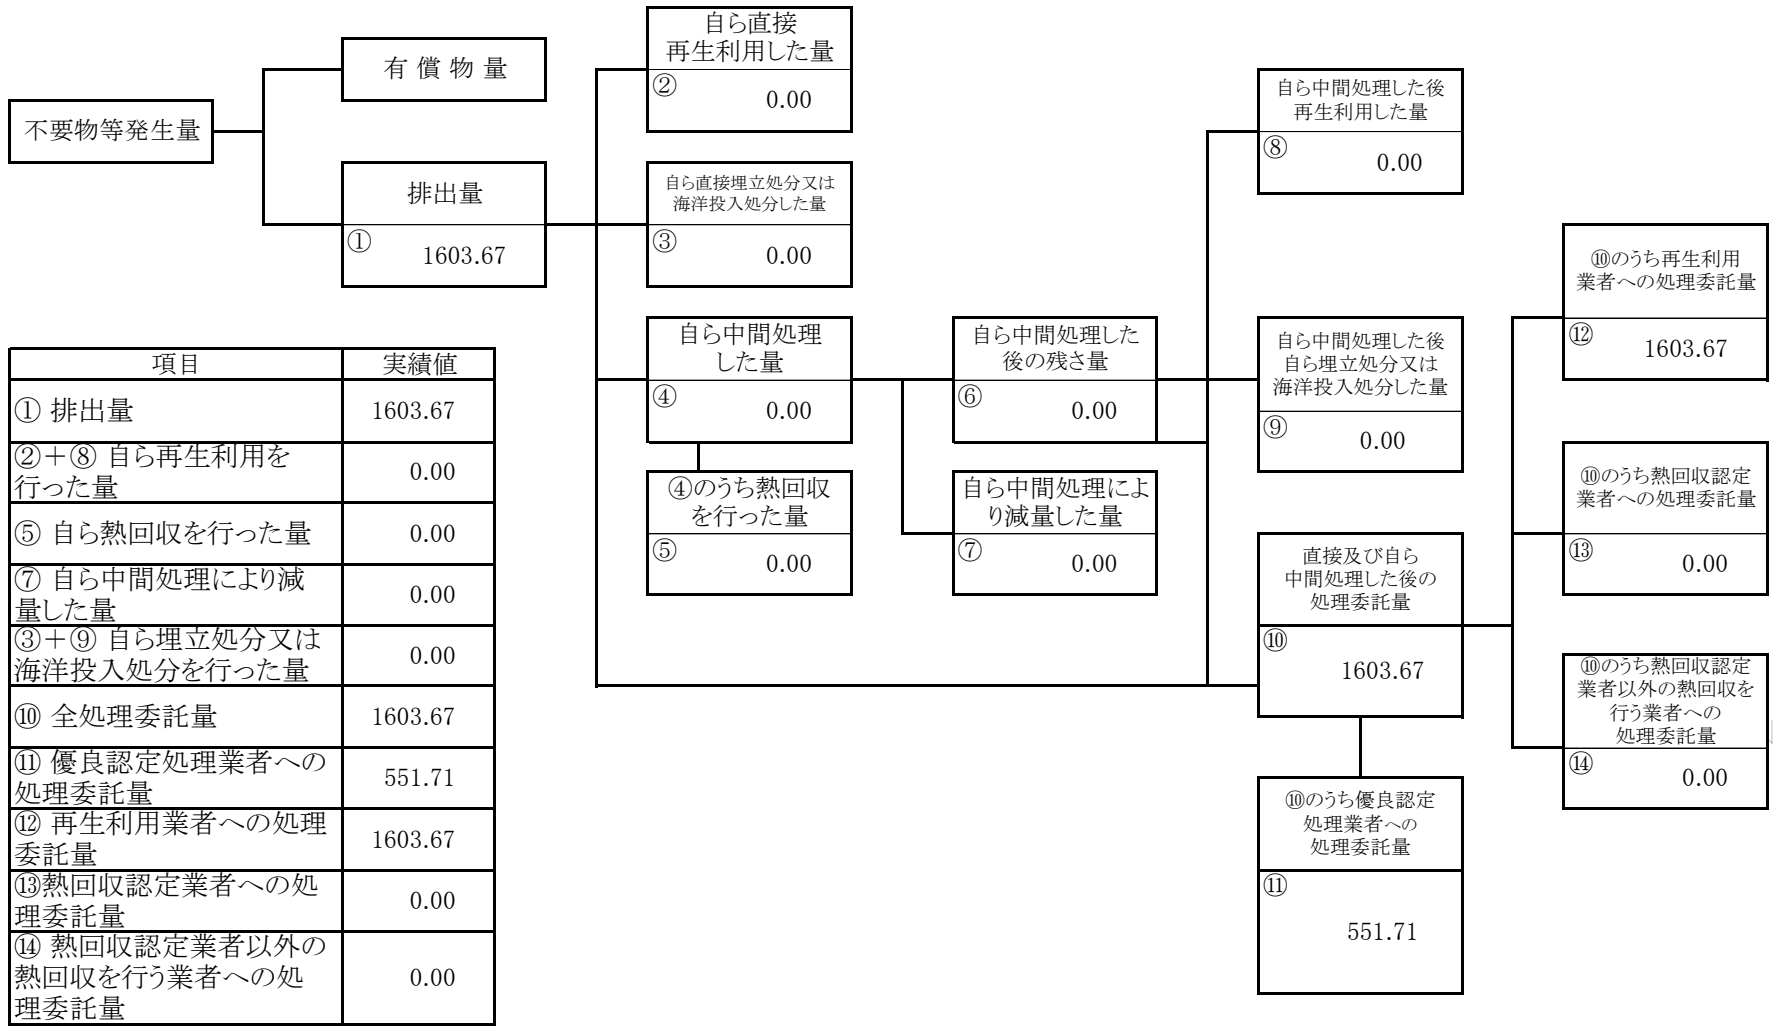 不要物等発生量
有 償 物 量
排出量
①
1603.67
自ら直接
再生利用した量
②
0.00
自ら直接埋立処分又は
海洋投入処分した量
③
0.00
自ら中間処理
した量
④
0.00
④のうち熱回収
を行った量
⑤
0.00
自ら中間処理した
後の残さ量
⑥
0.00
自ら中間処理によ
り減量した量
⑦
0.00
自ら中間処理した後
再生利用した量
⑧
0.00
自ら中間処理した後
自ら埋立処分又は
海洋投入処分した量
⑨
0.00
直接及び自ら
中間処理した後の
処理委託量
⑩
1603.67
⑩のうち優良認定
処理業者への
処理委託量
⑪
551.71
⑩のうち再生利用
業者への処理委託量
⑫
1603.67
⑩のうち熱回収認定
業者への処理委託量
⑬
0.00
⑩のうち熱回収認定
業者以外の熱回収を
行う業者への
処理委託量
⑭
0.00
項目 実績値
① 排出量 1603.67
②＋⑧ 自ら再生利用を
行った量 0.00
⑤ 自ら熱回収を行った量 0.00
⑦ 自ら中間処理により減
量した量 0.00
③＋⑨ 自ら埋立処分又は
海洋投入処分を行った量 0.00
⑩ 全処理委託量 1603.67
⑪ 優良認定処理業者への
処理委託量 551.71
⑫ 再生利用業者への処理
委託量 1603.67
⑬熱回収認定業者への処
理委託量 0.00
⑭ 熱回収認定業者以外の
熱回収を行う業者への処
理委託量 0.00